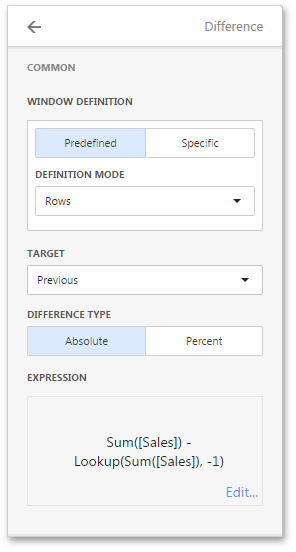 Difference
COMMON
WINDOW DEFINITION
Predefined Specific
DEFINITION MODE
Rows
TARGET
Previous
DIFFERENCE TYPE
Absolute Percent
EXPRESSION
Sum([Sales]) -
Lookup(Sum([Sales]), -1)
Edit...